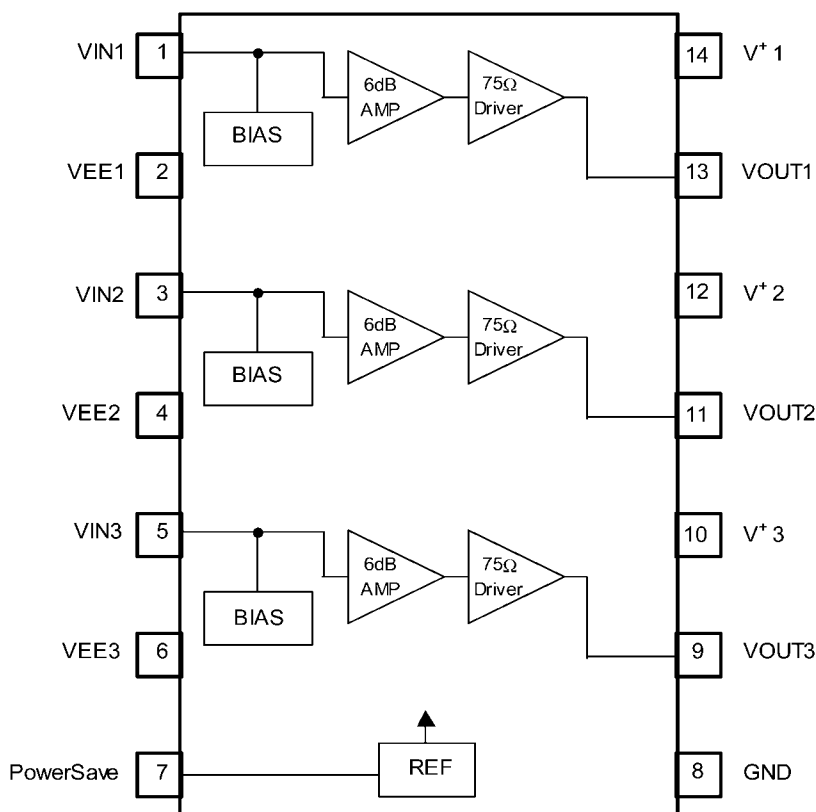 VIN1 1 14 V+ 1
6dB AMP
75Ω Driver
BIAS
VEE1 2 13 VOUT1
VIN2 3 12 V+ 2
6dB AMP
75Ω Driver
BIAS
VEE2 4 11 VOUT2
VIN3 5 10 V+ 3
6dB AMP
75Ω Driver
BIAS
VEE3 6 9 VOUT3
PowerSave 7 REF 8 GND